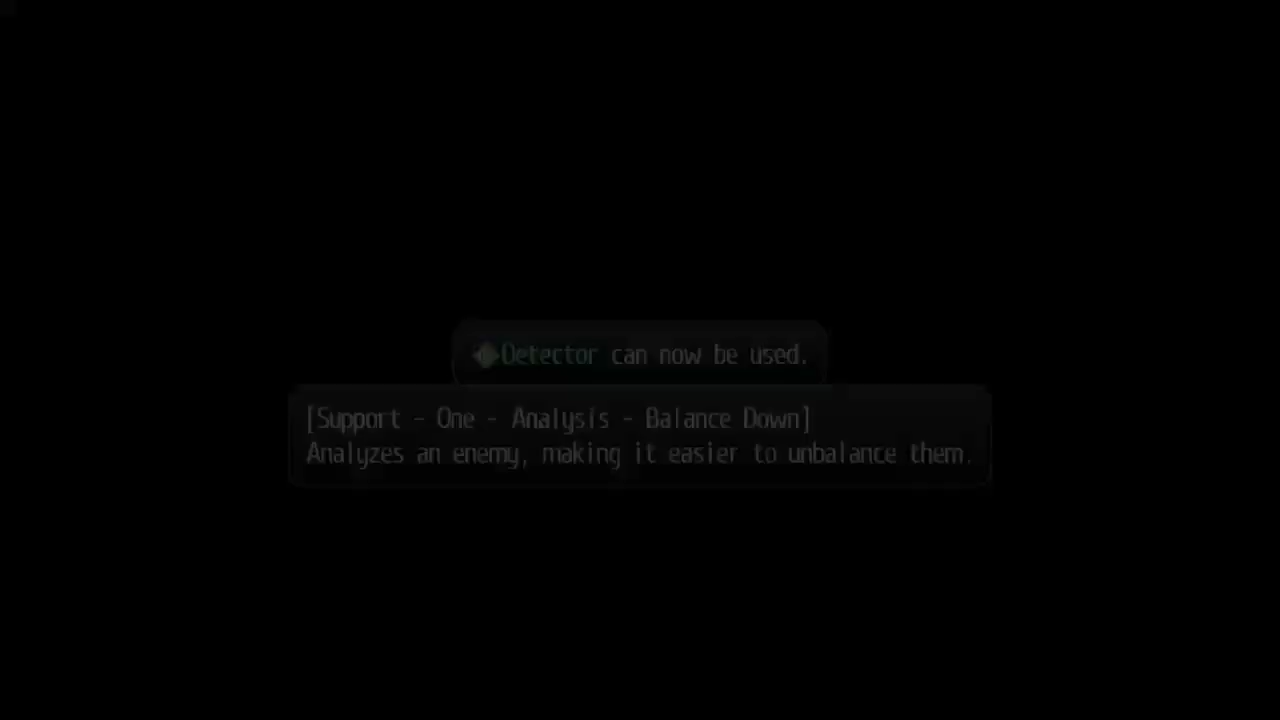 Detector can now be used.
[Support - One - Analysis - Balance Down]
Analyzes an enemy, making it easier to unbalance them.